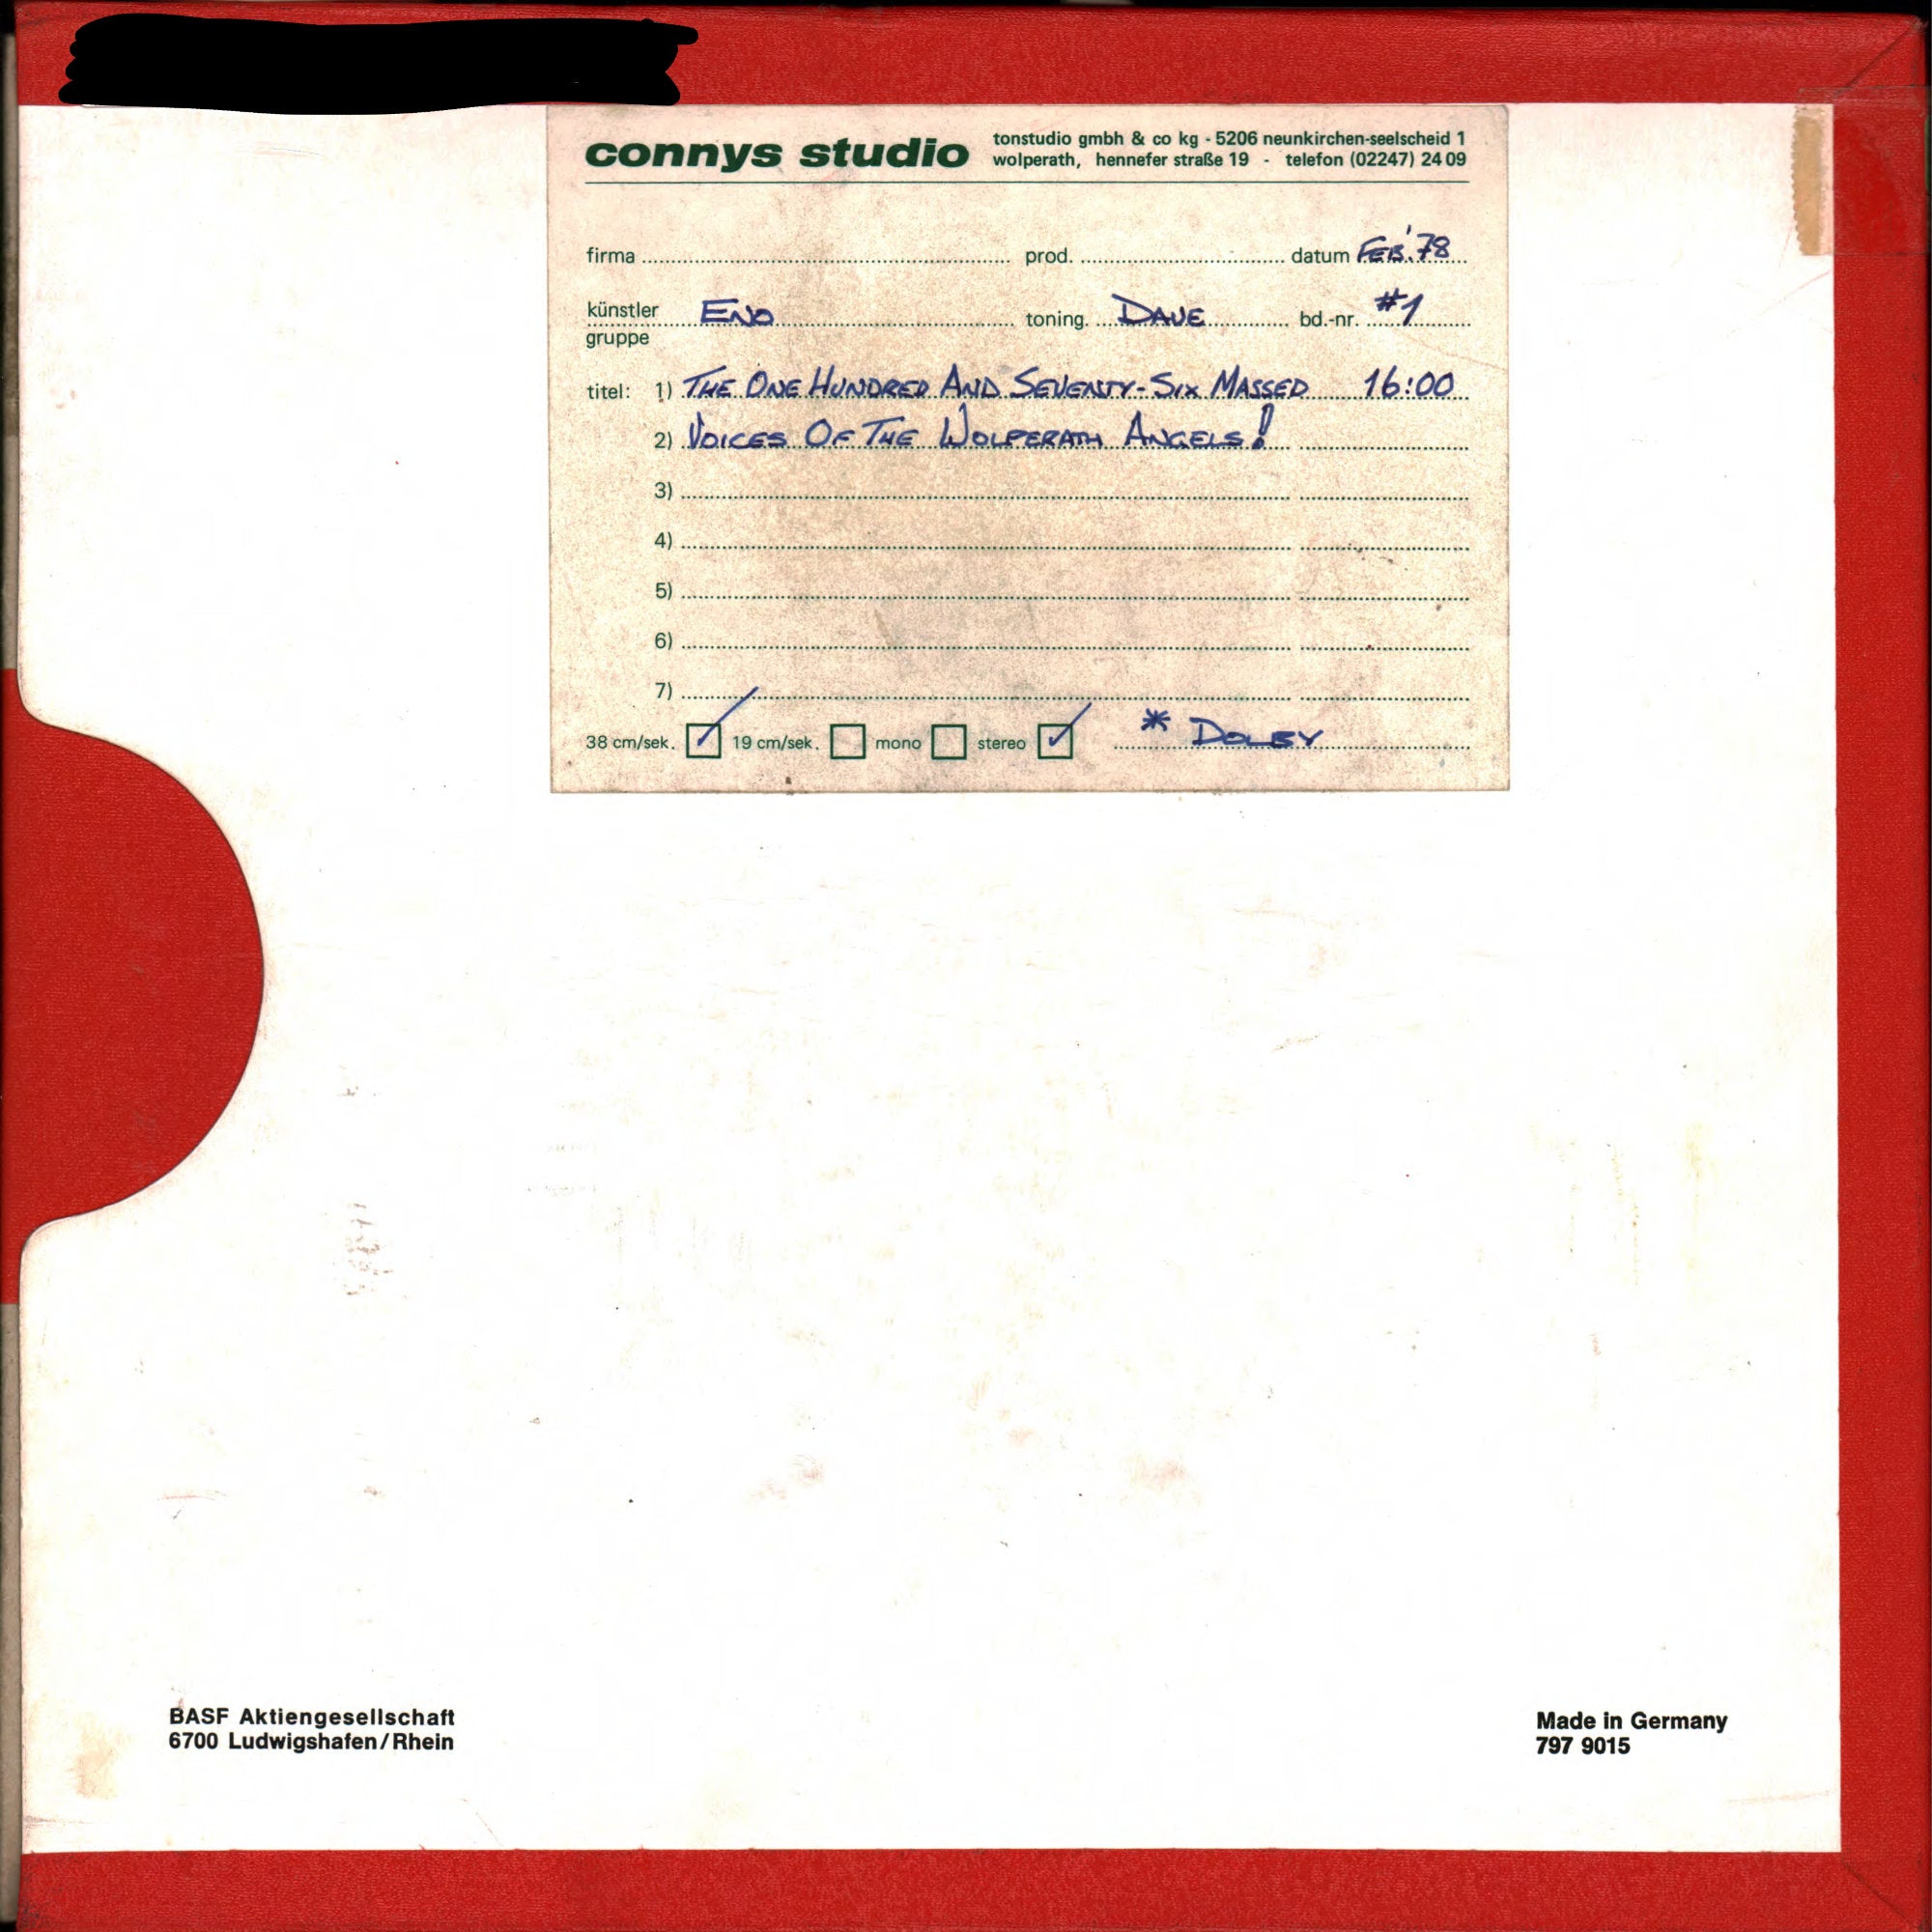 connys studio
tonstudio gmbh & co kg - 5206 neunkirchen-seelscheid 1
wolperath, hennefer straße 19 - telefon (02247) 24 09
firma prod. datum FEB.'78
künstler ENO toning. DAVE bd.-nr. #1
gruppe
titel: 1) THE ONE HUNDRED AND SEVENTY-SIX MASSED 16:00
2) VOICES OF THE WOLPERATH ANGELS!
3)
4)
5)
6)
7)
38 cm/sek. 19 cm/sek. mono stereo * DOLBY
BASF Aktiengesellschaft
6700 Ludwigshafen/Rhein
Made in Germany
797 9015